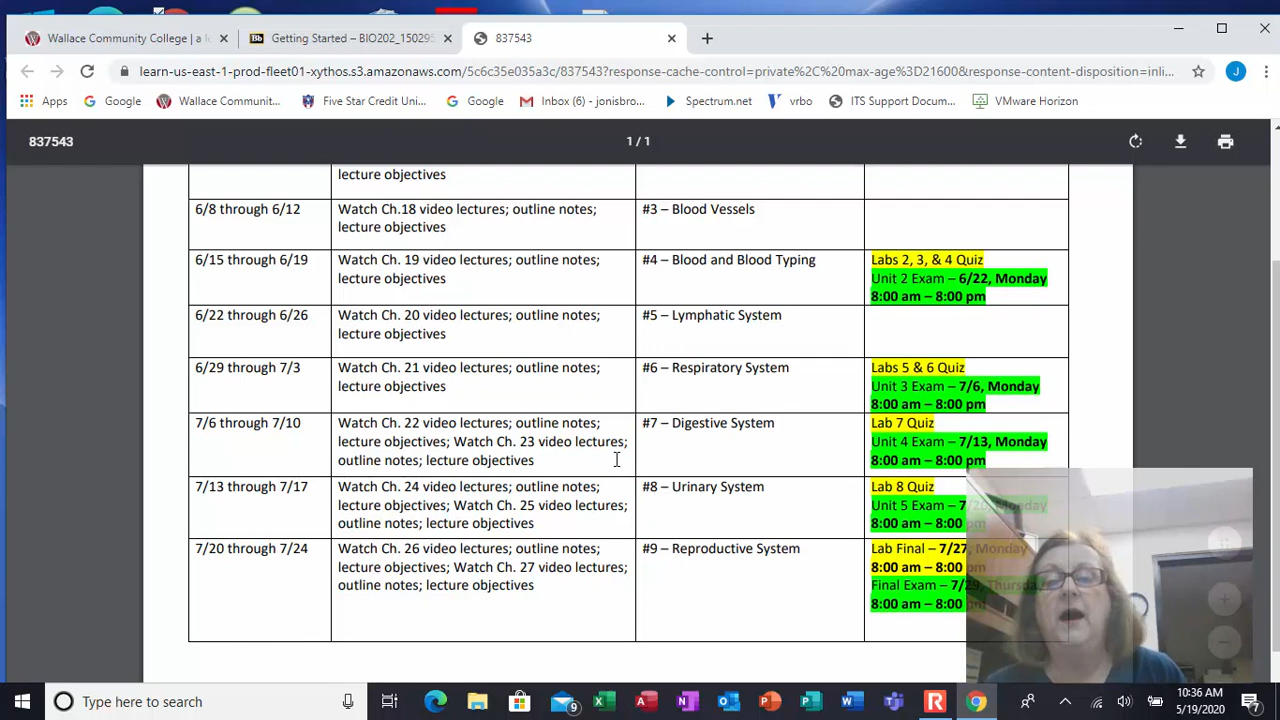 Wallace Community College | a l
Getting Started – BIO202_150295
837543
learn-us-east-1-prod-fleet01-xythos.s3.amazonaws.com/5c6c35e035a3c/837543?response-cache-control=private%2C%20max-age%3D21600&response-content-disposition=inli...
Apps
Google
Wallace Communit...
Five Star Credit Uni...
Google
Inbox (6) - jonisbro...
Spectrum.net
vrbo
ITS Support Docum...
VMware Horizon
837543
1 / 1
lecture objectives
6/8 through 6/12
Watch Ch.18 video lectures; outline notes;
lecture objectives
#3 – Blood Vessels
6/15 through 6/19
Watch Ch. 19 video lectures; outline notes;
lecture objectives
#4 – Blood and Blood Typing
Labs 2, 3, & 4 Quiz
Unit 2 Exam – 6/22, Monday
8:00 am – 8:00 pm
6/22 through 6/26
Watch Ch. 20 video lectures; outline notes;
lecture objectives
#5 – Lymphatic System
6/29 through 7/3
Watch Ch. 21 video lectures; outline notes;
lecture objectives
#6 – Respiratory System
Labs 5 & 6 Quiz
Unit 3 Exam – 7/6, Monday
8:00 am – 8:00 pm
7/6 through 7/10
Watch Ch. 22 video lectures; outline notes;
lecture objectives; Watch Ch. 23 video lectures;
outline notes; lecture objectives
#7 – Digestive System
Lab 7 Quiz
Unit 4 Exam – 7/13, Monday
8:00 am – 8:00 pm
7/13 through 7/17
Watch Ch. 24 video lectures; outline notes;
lecture objectives; Watch Ch. 25 video lectures;
outline notes; lecture objectives
#8 – Urinary System
Lab 8 Quiz
Unit 5 Exam – 7/20, Monday
8:00 am – 8:00 pm
7/20 through 7/24
Watch Ch. 26 video lectures; outline notes;
lecture objectives; Watch Ch. 27 video lectures;
outline notes; lecture objectives
#9 – Reproductive System
Lab Final – 7/27, Monday
8:00 am – 8:00 pm
Final Exam – 7/29, Thursday
8:00 am – 8:00 pm
Type here to search
10:36 AM
5/19/2020